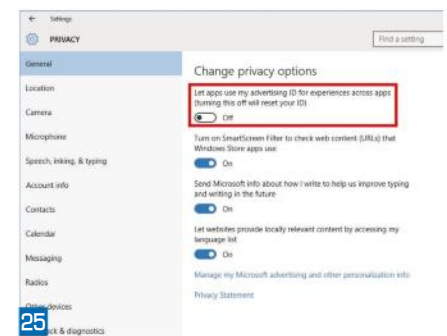 Settings
PRIVACY
Find a setting
General
Location
Camera
Microphone
Speech, inking, & typing
Account info
Contacts
Calendar
Messaging
Radios
Other devices
ck & diagnostics
Change privacy options
Let apps use my advertising ID for experiences across apps
(turning this off will reset your ID)
Off
Turn on SmartScreen Filter to check web content (URLs) that
Windows Store apps use
On
Send Microsoft info about how I write to help us improve typing
and writing in the future
On
Let websites provide locally relevant content by accessing my
language list
On
Manage my Microsoft advertising and other personalization info
Privacy Statement
25